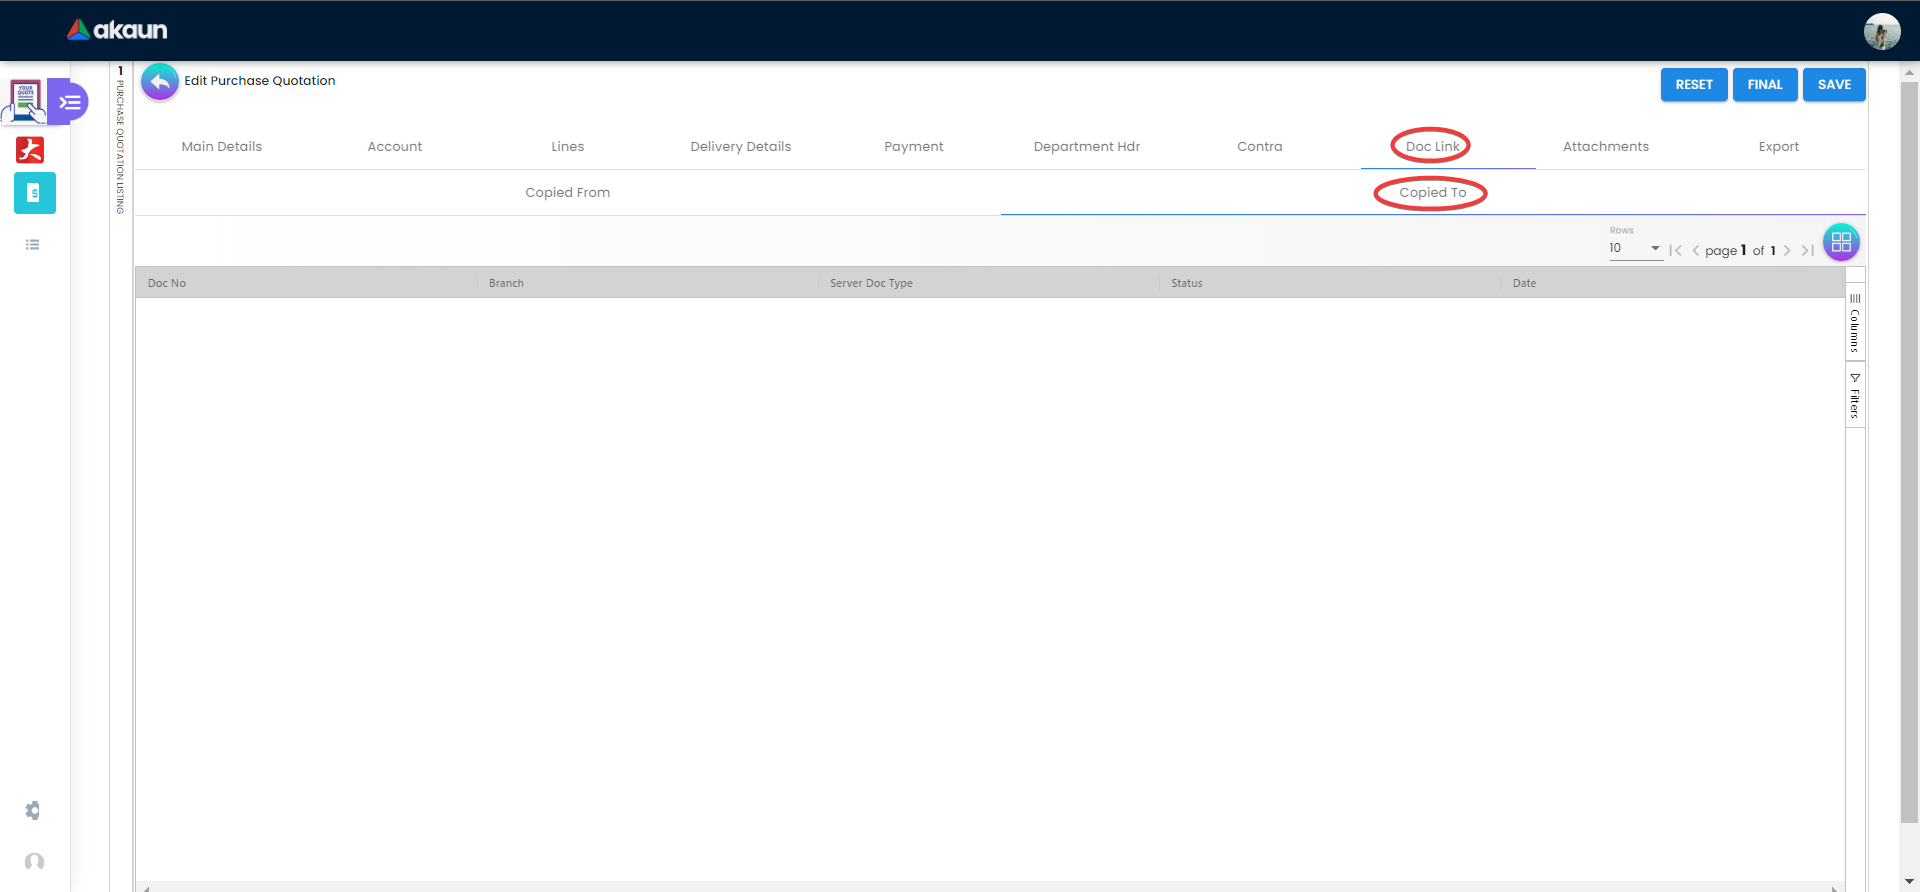 akaun
YOUR
QUOTE
1
PURCHASE QUOTATION LISTING
Edit Purchase Quotation
RESET
FINAL
SAVE
Main Details
Account
Lines
Delivery Details
Payment
Department Hdr
Contra
Doc Link
Attachments
Export
Copied From
Copied To
Rows
10
page 1 of 1
Doc No
Branch
Server Doc Type
Status
Date
Columns
Filters